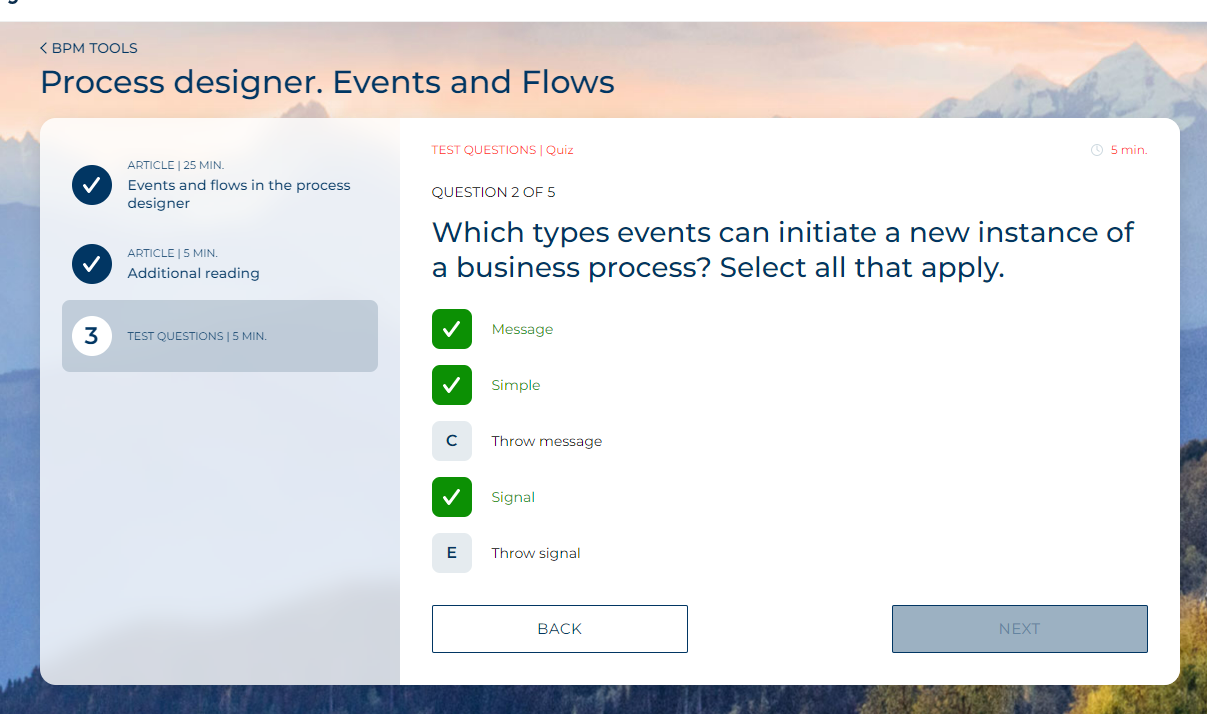 BPM TOOLS
Process designer. Events and Flows
ARTICLE | 25 MIN.
Events and flows in the process
designer
ARTICLE | 5 MIN.
Additional reading
3
TEST QUESTIONS | 5 MIN.
TEST QUESTIONS | Quiz
5 min.
QUESTION 2 OF 5
Which types events can initiate a new instance of
a business process? Select all that apply.
Message
Simple
C Throw message
Signal
E Throw signal
BACK
NEXT